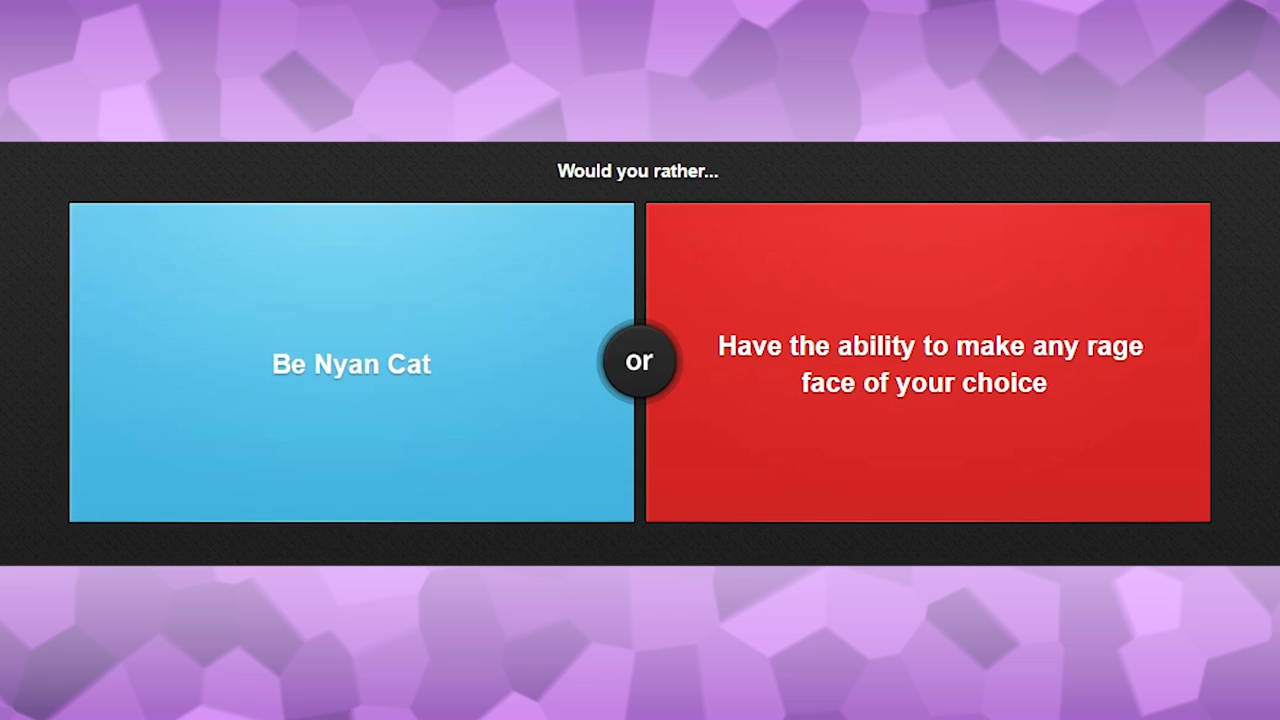 Would you rather...
Be Nyan Cat
or
Have the ability to make any rage
face of your choice